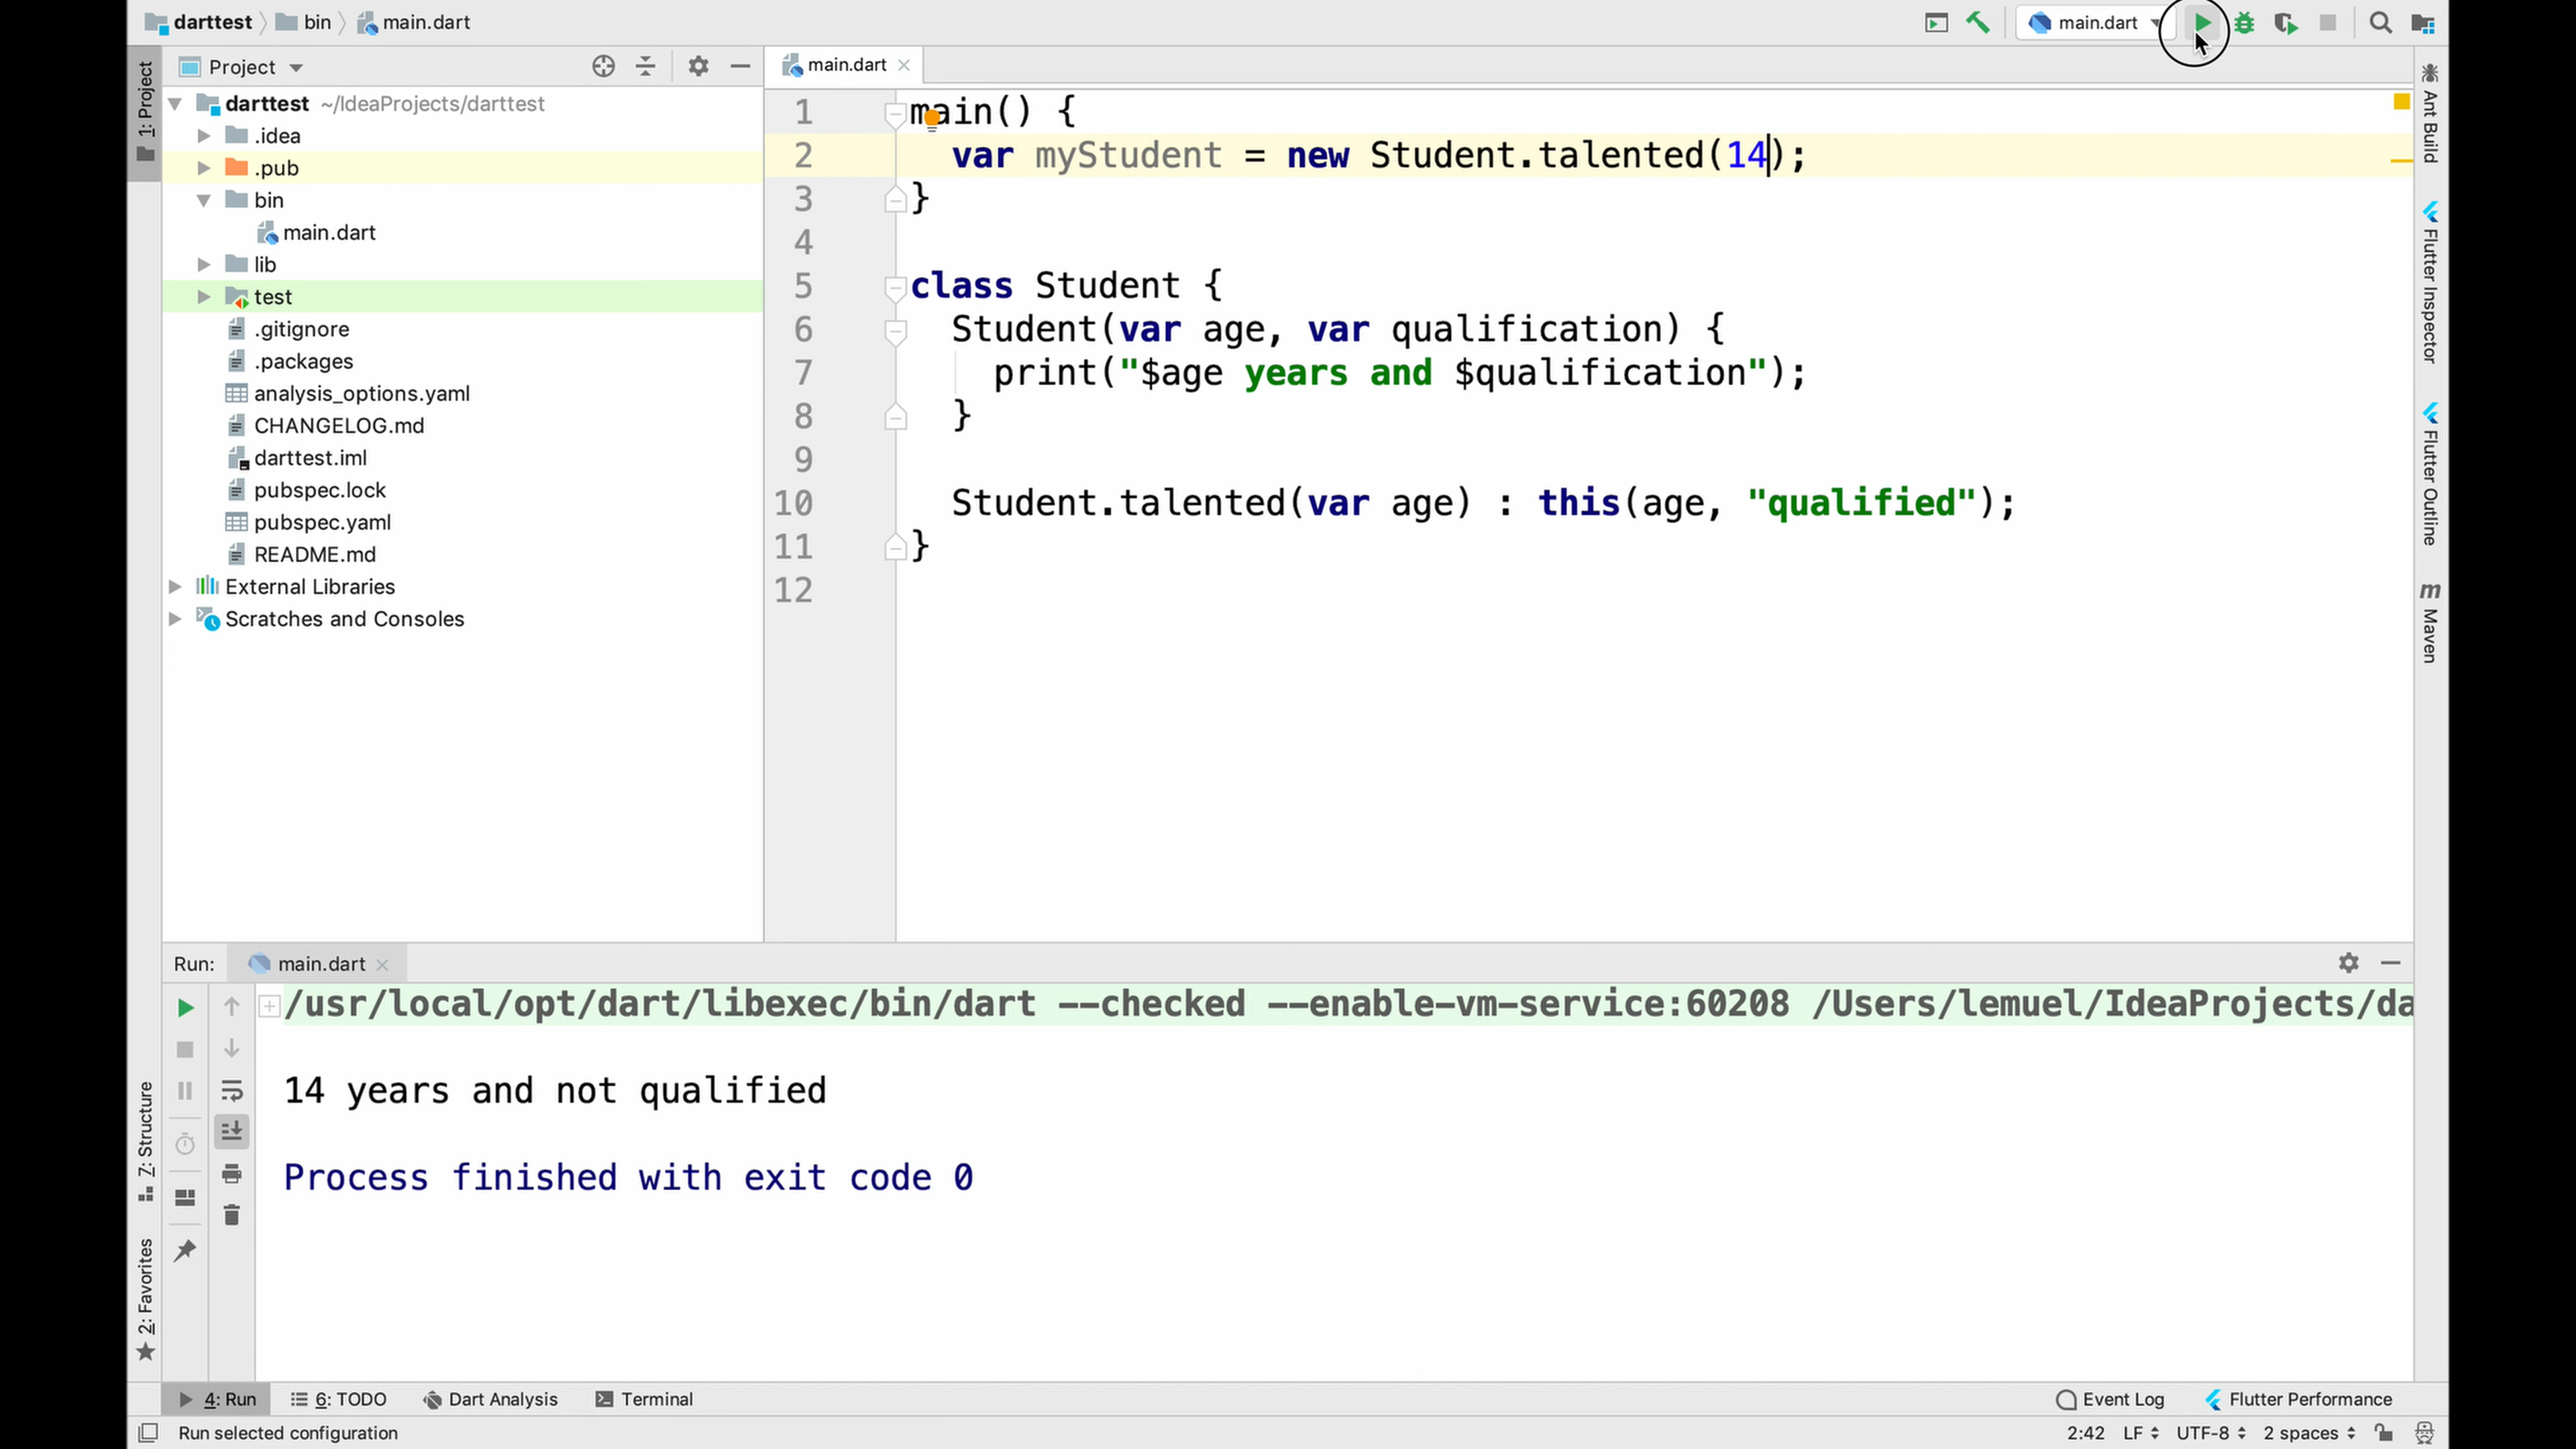 darttest bin main.dart
main.dart
1: Project
Project
main.dart
darttest ~/IdeaProjects/darttest
.idea
.pub
bin
main.dart
lib
test
.gitignore
.packages
analysis_options.yaml
CHANGELOG.md
darttest.iml
pubspec.lock
pubspec.yaml
README.md
External Libraries
Scratches and Consoles
1 main() {
2 var myStudent = new Student.talented(14);
3 }
4
5 class Student {
6 Student(var age, var qualification) {
7 print("$age years and $qualification");
8 }
9
10 Student.talented(var age) : this(age, "qualified");
11 }
12
Ant Build
Flutter Inspector
Flutter Outline
m Maven
Run: main.dart
/usr/local/opt/dart/libexec/bin/dart --checked --enable-vm-service:60208 /Users/lemuel/IdeaProjects/da
14 years and not qualified
Process finished with exit code 0
Z: Structure
2: Favorites
4: Run 6: TODO Dart Analysis Terminal Event Log Flutter Performance
Run selected configuration 2:42 LF UTF-8 2 spaces